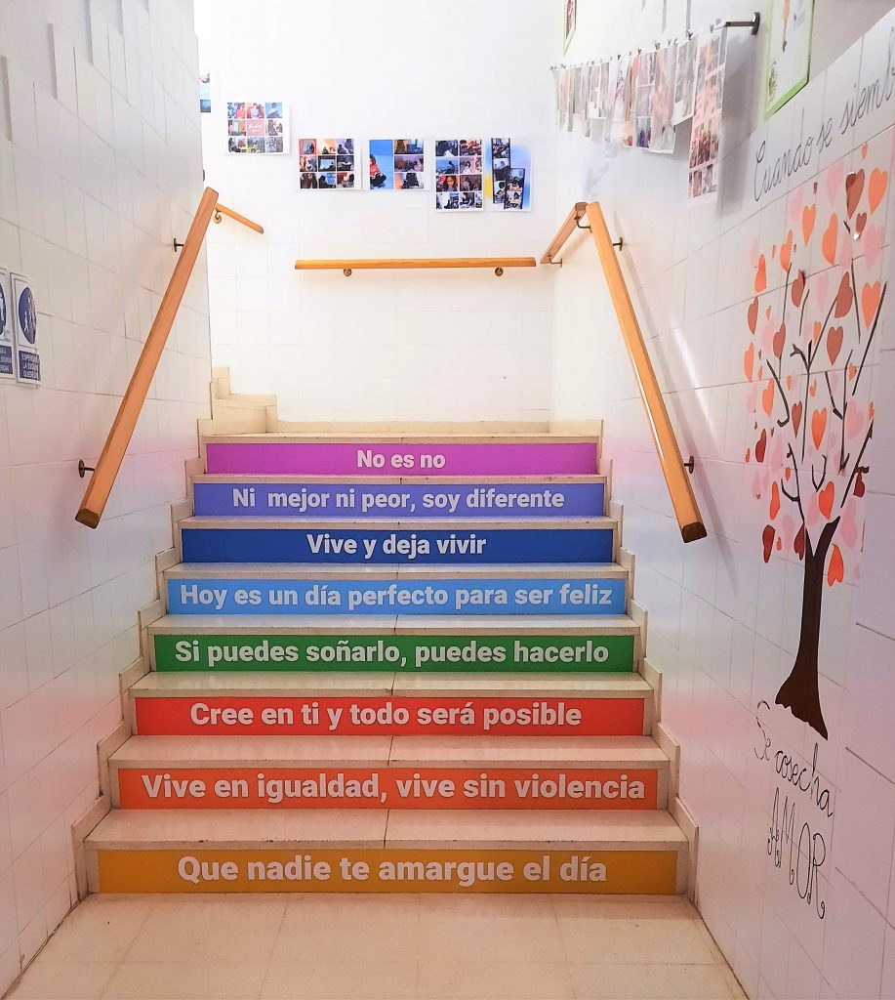 Cuando se
No es no
Ni mejor ni peor, soy diferente
Vive y deja vivir
Hoy es un día perfecto para ser feliz
Si puedes soñarlo, puedes hacerlo
Cree en ti y todo será posible
Vive en igualdad, vive sin violencia
Que nadie te amargue el día
Se cosecha
AMOR